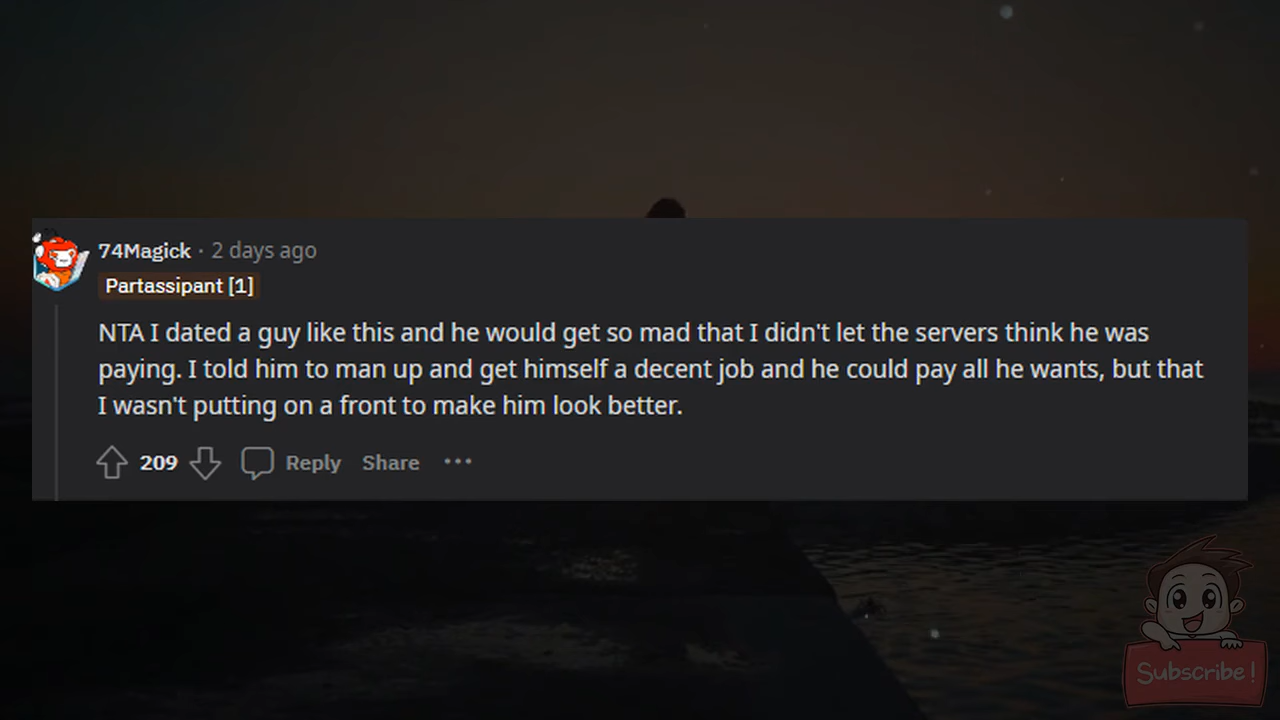 74Magick · 2 days ago
Partassipant [1]
NTA I dated a guy like this and he would get so mad that I didn't let the servers think he was
paying. I told him to man up and get himself a decent job and he could pay all he wants, but that
I wasn't putting on a front to make him look better.
209 Reply Share ···
Subscribe!